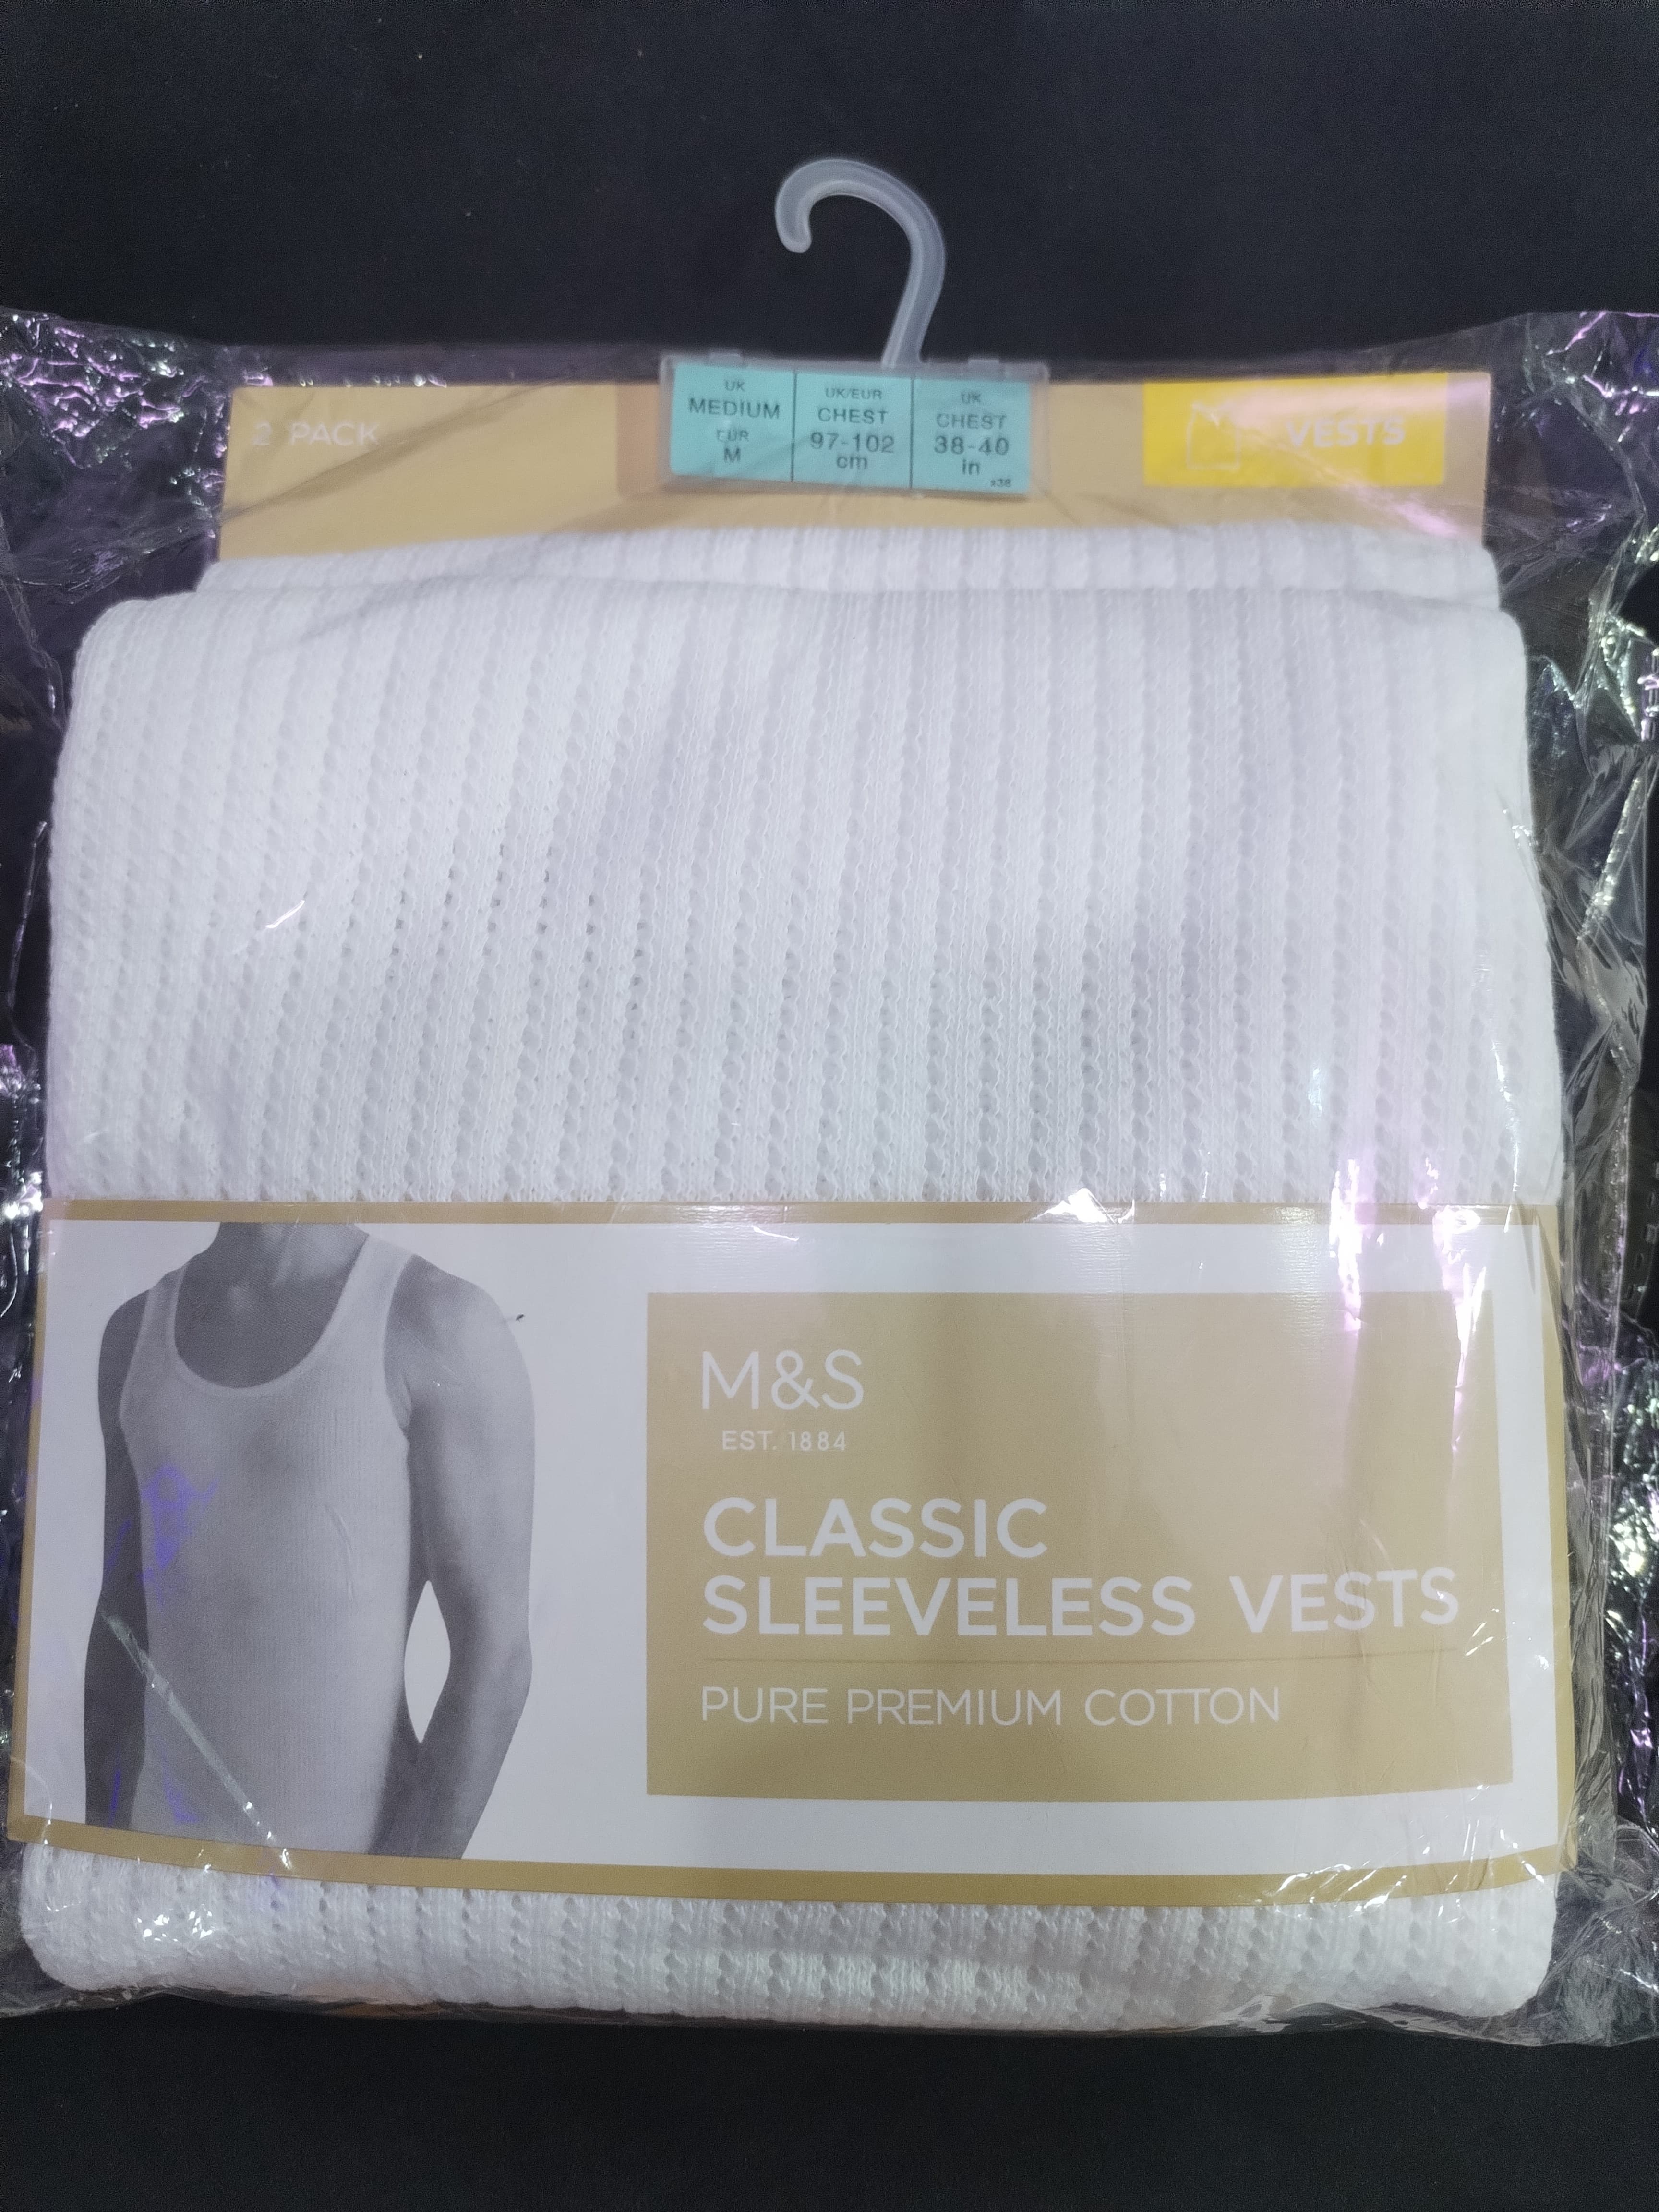 2 PACK
UK
MEDIUM
EUR
M
UK/EUR
CHEST
97-102
cm
UK
CHEST
38-40
in
x38
VESTS
M&S
EST. 1884
CLASSIC
SLEEVELESS VESTS
PURE PREMIUM COTTON